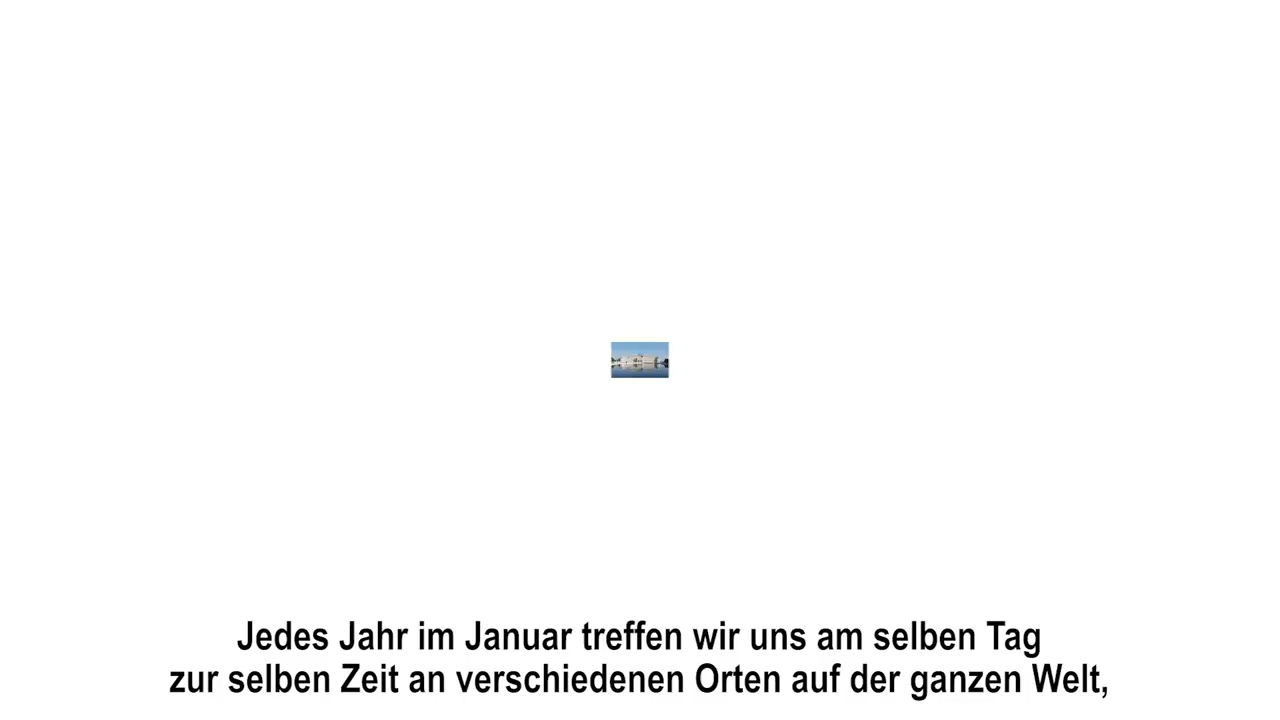 Jedes Jahr im Januar treffen wir uns am selben Tag
zur selben Zeit an verschiedenen Orten auf der ganzen Welt,